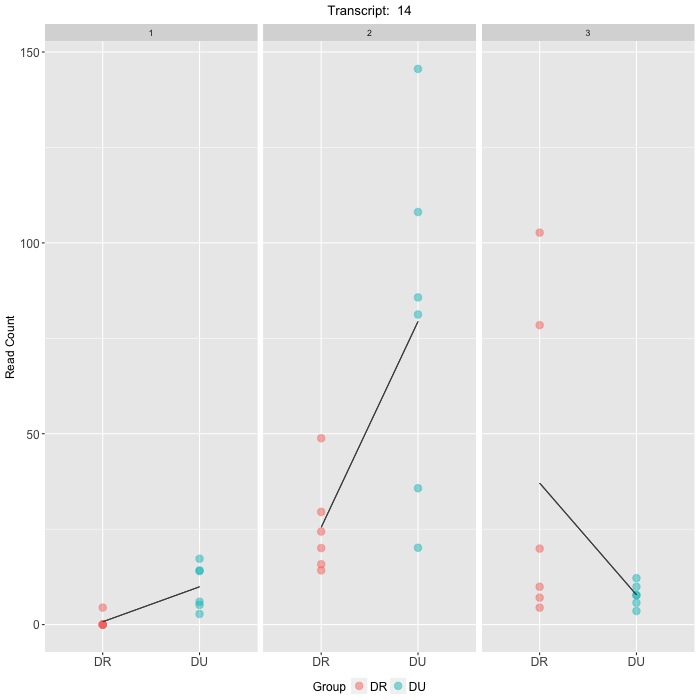 Transcript: 14
1 2 3
150
100
50
0
Read Count
DR DU DR DU DR DU
Group DR DU